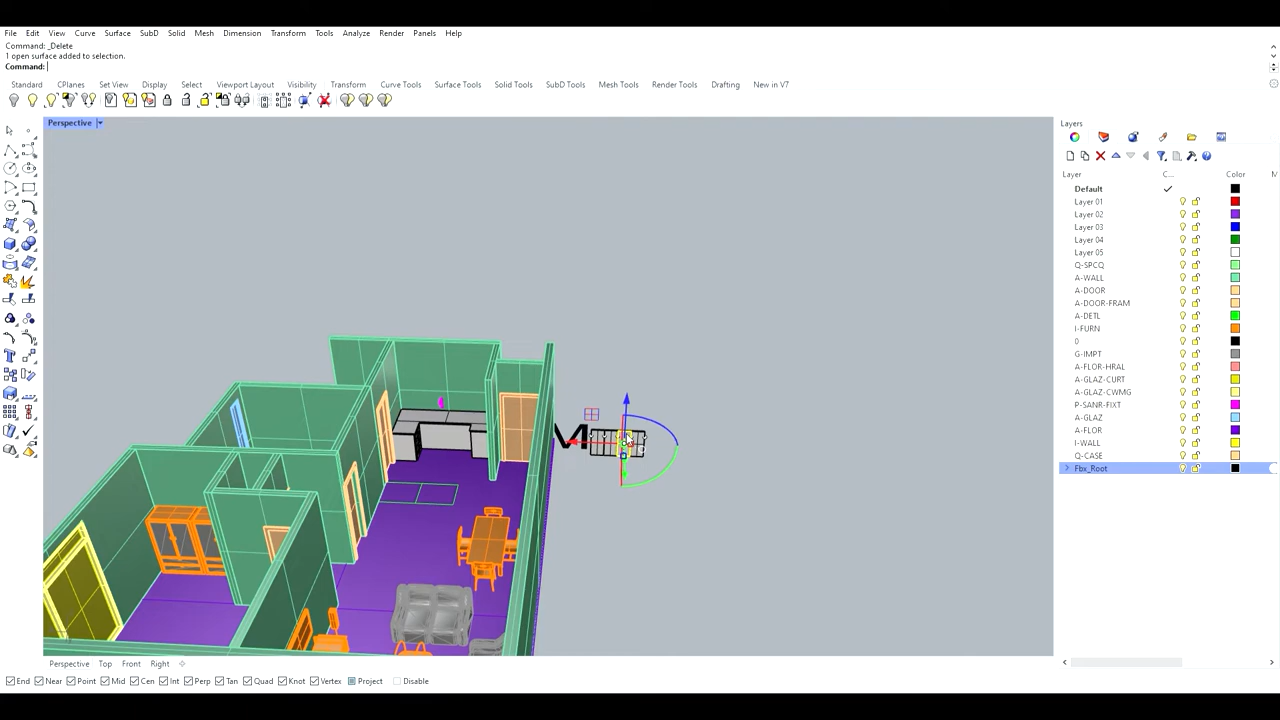 File Edit View Curve Surface SubD Solid Mesh Dimension Transform Tools Analyze Render Panels Help
Command: _Delete
1 open surface added to selection.
Command:
Standard CPlanes Set View Display Select Viewport Layout Visibility Transform Curve Tools Surface Tools Solid Tools SubD Tools Mesh Tools Render Tools Drafting New in V7
Perspective
Layers
Layer C... Color M
Default
Layer 01
Layer 02
Layer 03
Layer 04
Layer 05
Q-SPCQ
A-WALL
A-DOOR
A-DOOR-FRAM
A-DETL
I-FURN
0
G-IMPT
A-FLOR-HRAL
A-GLAZ-CURT
A-GLAZ-CWMG
P-SANR-FIXT
A-GLAZ
A-FLOR
I-WALL
Q-CASE
Fbx_Root
Perspective Top Front Right
End Near Point Mid Cen Int Perp Tan Quad Knot Vertex Project Disable